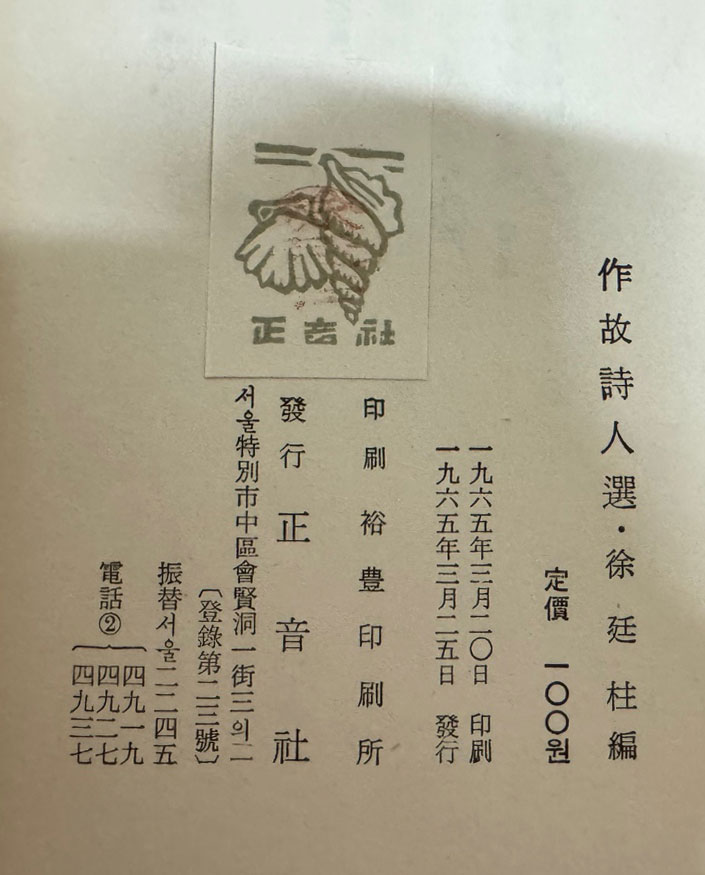 作故詩人選・徐廷柱編
定價 一〇〇원
一九六五年三月二〇日 印刷
一九六五年三月二五日 發行
印刷 裕豊印刷所
發行 正音社
서울特別市中區會賢洞一街三의二
〔登錄第二三號〕
振替서울二二四五
電話②
四九一九
四九二七
四九三七
正音社